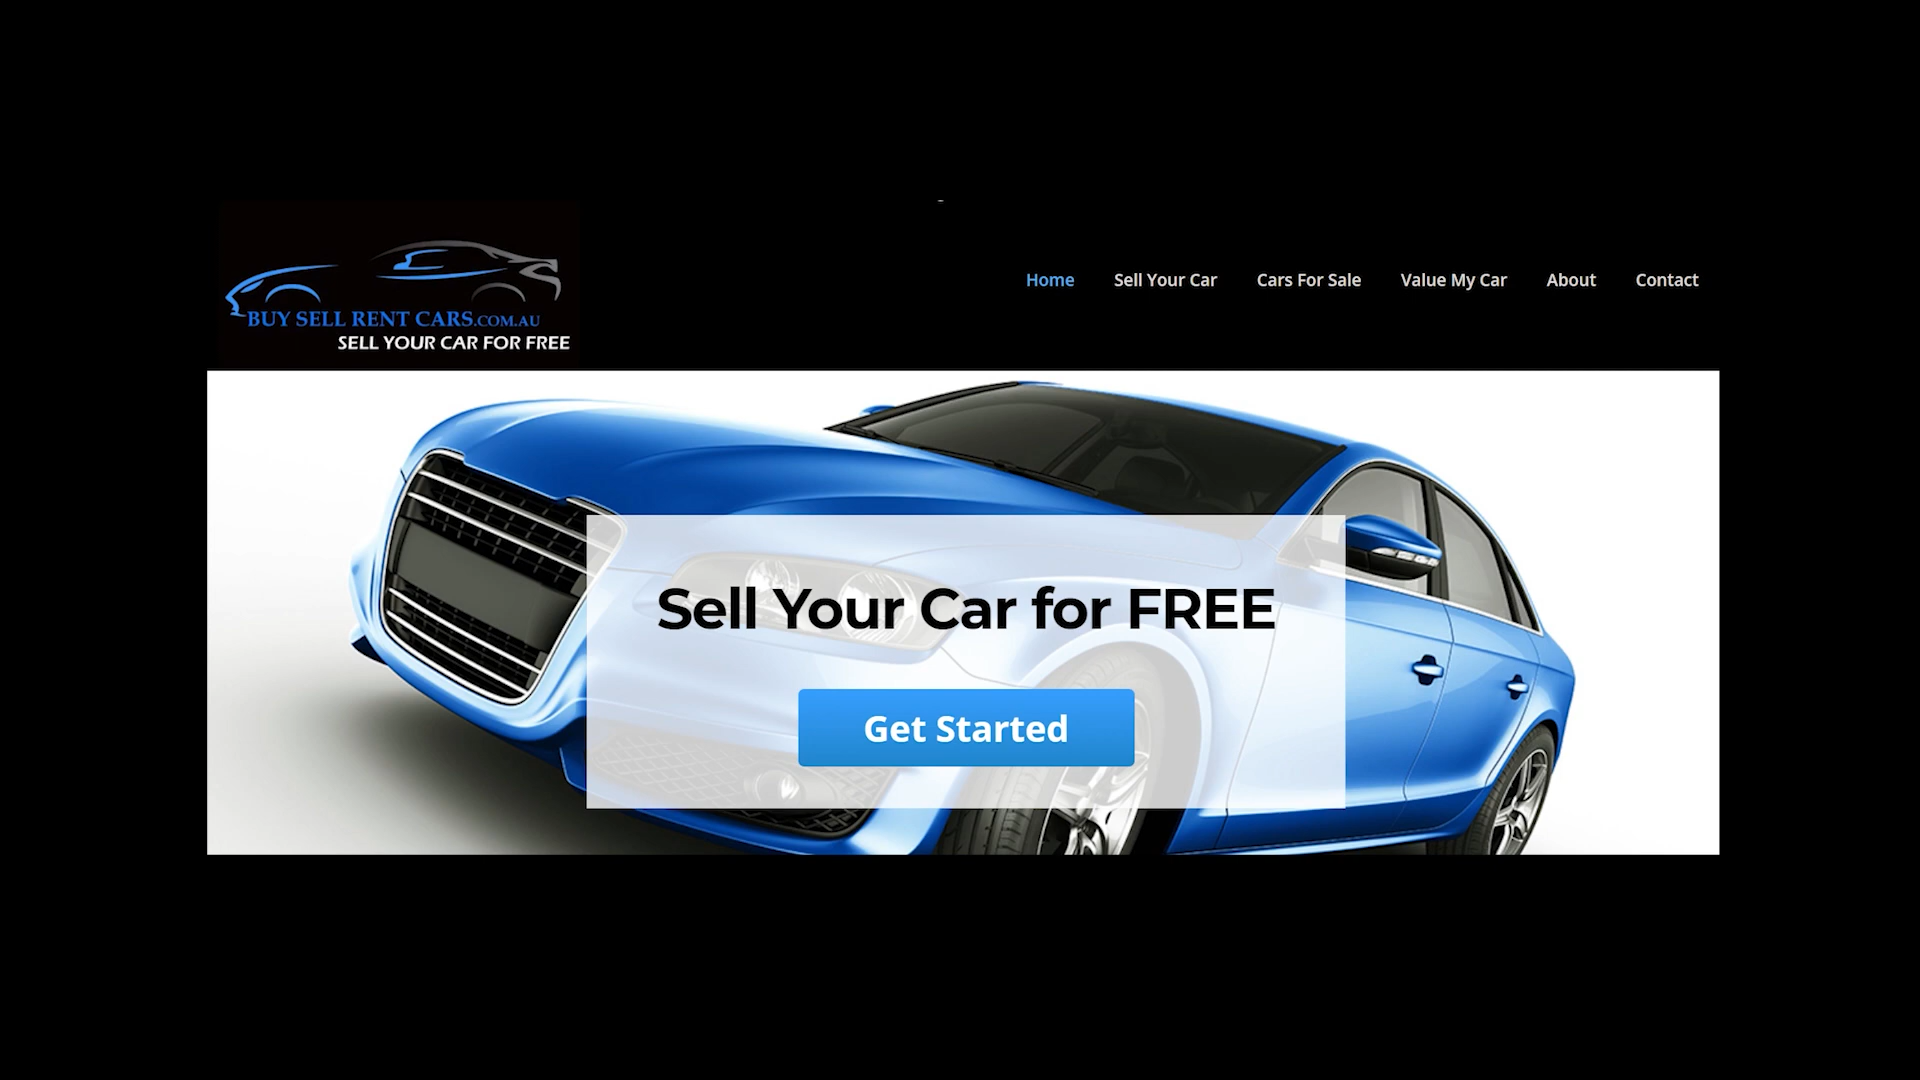 BUY SELL RENT CARS.COM.AU
SELL YOUR CAR FOR FREE
Home Sell Your Car Cars For Sale Value My Car About Contact
Sell Your Car for FREE
Get Started